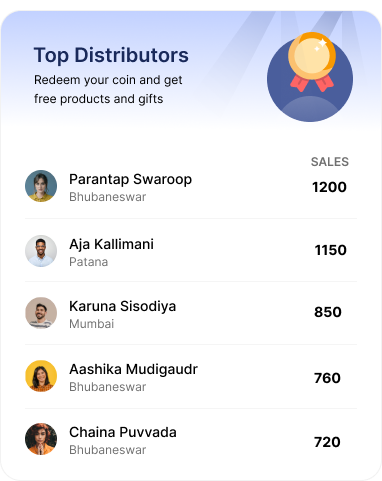 Top Distributors
Redeem your coin and get
free products and gifts
SALES
Parantap Swaroop
1200
Bhubaneswar
Aja Kallimani
1150
Patana
Karuna Sisodiya
850
Mumbai
Aashika Mudigaudr
760
Bhubaneswar
Chaina Puvvada
720
Bhubaneswar